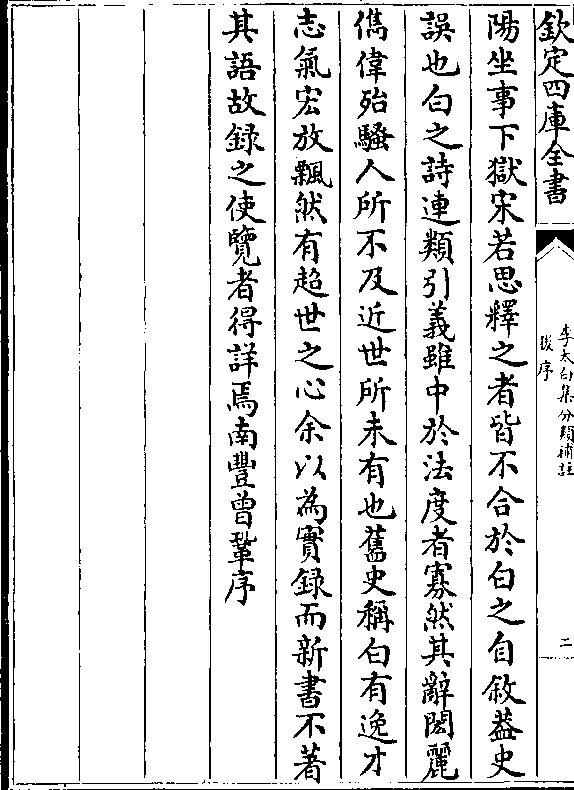 欽定四庫全書
李太白集分類補註
後序
二
陽坐事下獄宋若思釋之者皆不合於白之自敘葢史
誤也白之詩連類引義雖中於法度者寡然其辭閎麗
儁偉殆騷人所不及近世所未有也舊史稱白有逸才
志氣宏放飄然有超世之心余以為實録而新書不著
其語故録之使覽者得詳焉南豐曾鞏序